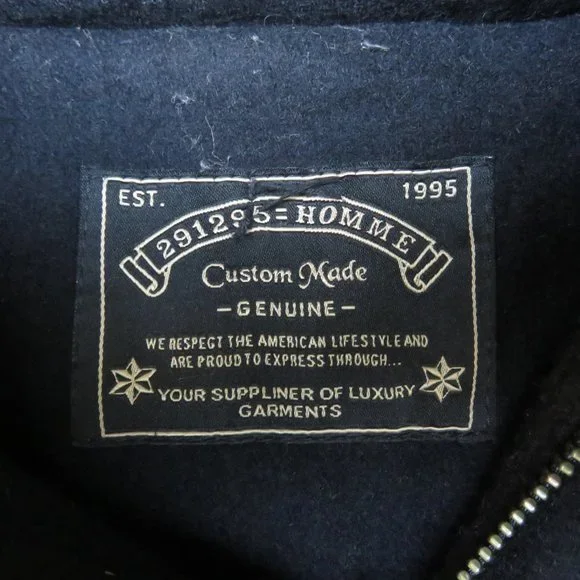 EST. 1995
291295=HOMME
Custom Made
-GENUINE-
WE RESPECT THE AMERICAN LIFESTYLE AND
ARE PROUD TO EXPRESS THROUGH...
YOUR SUPPLINER OF LUXURY
GARMENTS